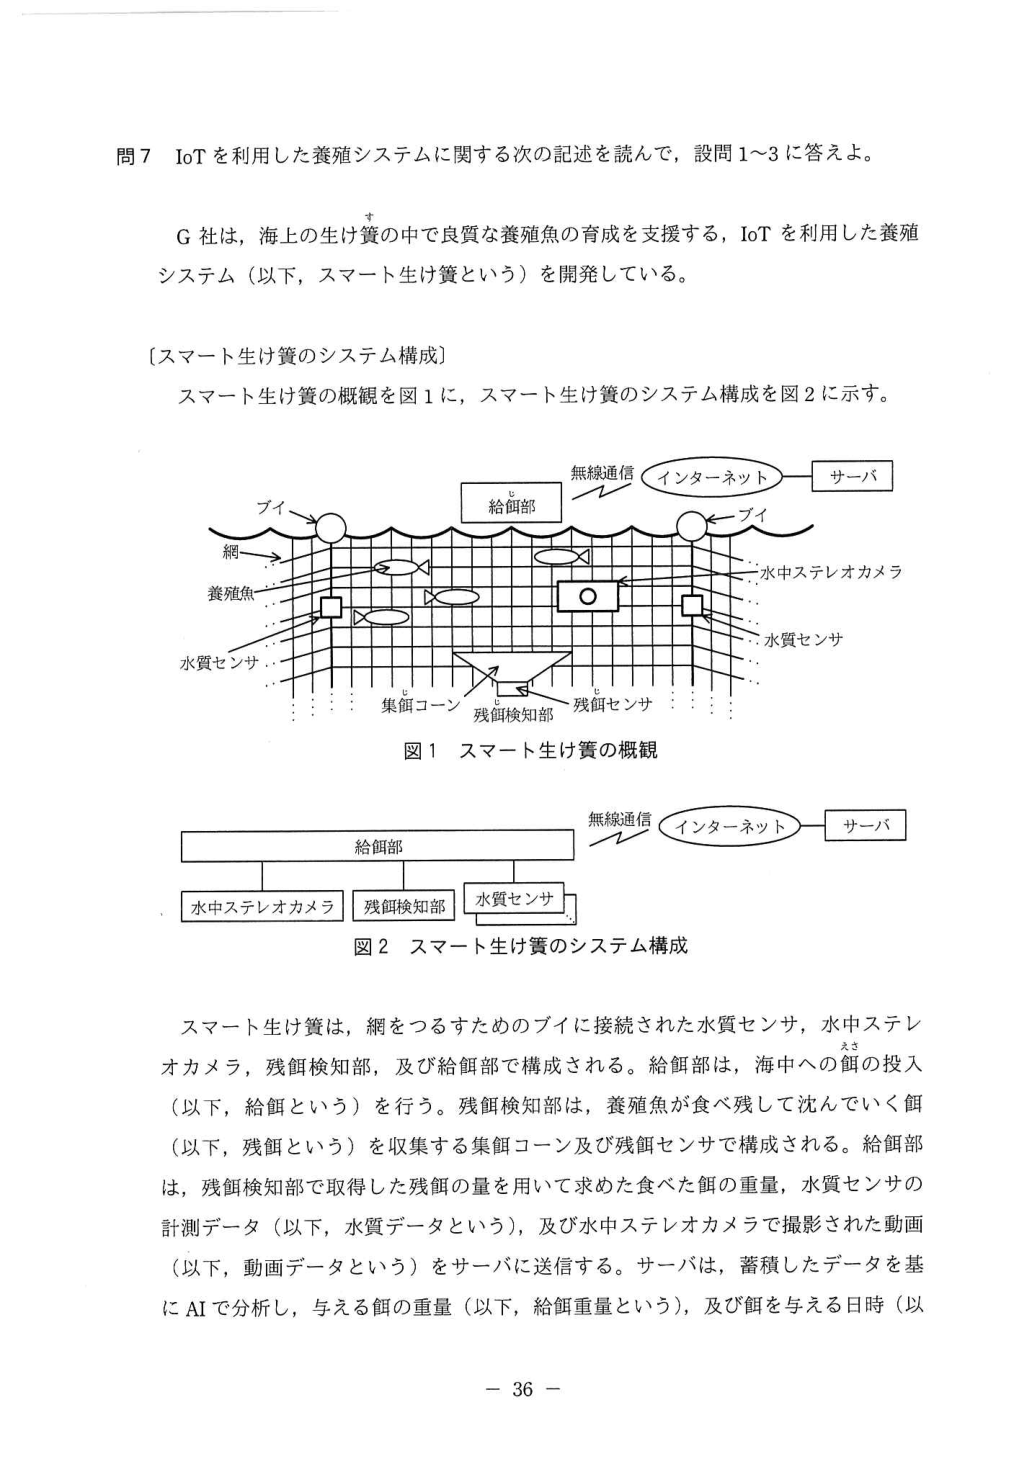 問7　IoT を利用した養殖システムに関する次の記述を読んで，設問 1～3 に答えよ。
す
G 社は，海上の生け簀の中で良質な養殖魚の育成を支援する，IoT を利用した養殖
システム（以下，スマート生け簀という）を開発している。
〔スマート生け簀のシステム構成〕
スマート生け簀の概観を図 1 に，スマート生け簀のシステム構成を図 2 に示す。
無線通信
インターネット
サーバ
じ
給餌部
ブイ
ブイ
網
養殖魚
水中ステレオカメラ
水質センサ
水質センサ
じ
集餌コーン
じ
残餌検知部
じ
残餌センサ
図 1　スマート生け簀の概観
無線通信
インターネット
サーバ
給餌部
水中ステレオカメラ
残餌検知部
水質センサ
図 2　スマート生け簀のシステム構成
スマート生け簀は，網をつるすためのブイに接続された水質センサ，水中ステレ
えさ
オカメラ，残餌検知部，及び給餌部で構成される。給餌部は，海中への餌の投入
（以下，給餌という）を行う。残餌検知部は，養殖魚が食べ残して沈んでいく餌
（以下，残餌という）を収集する集餌コーン及び残餌センサで構成される。給餌部
は，残餌検知部で取得した残餌の量を用いて求めた食べた餌の重量，水質センサの
計測データ（以下，水質データという），及び水中ステレオカメラで撮影された動画
（以下，動画データという）をサーバに送信する。サーバは，蓄積したデータを基
に AI で分析し，与える餌の重量（以下，給餌重量という），及び餌を与える日時（以
－ 36 －